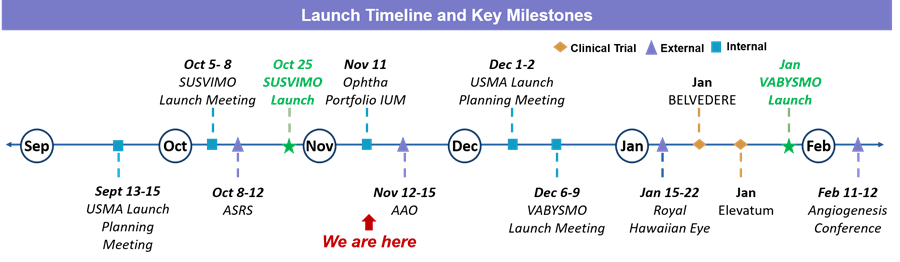 Launch Timeline and Key Milestones
Clinical Trial
External
Internal
Oct 5- 8
SUSVIMO
Launch Meeting
Oct 25
SUSVIMO
Launch
Nov 11
Ophtha
Portfolio IUM
Dec 1-2
USMA Launch
Planning Meeting
Jan
BELVEDERE
Jan
VABYSMO
Launch
Sep
Oct
Nov
Dec
Jan
Feb
Sept 13-15
USMA Launch
Planning
Meeting
Oct 8-12
ASRS
We are here
Nov 12-15
AAO
Dec 6-9
VABYSMO
Launch Meeting
Jan 15-22
Royal
Hawaiian Eye
Jan
Elevatum
Feb 11-12
Angiogenesis
Conference